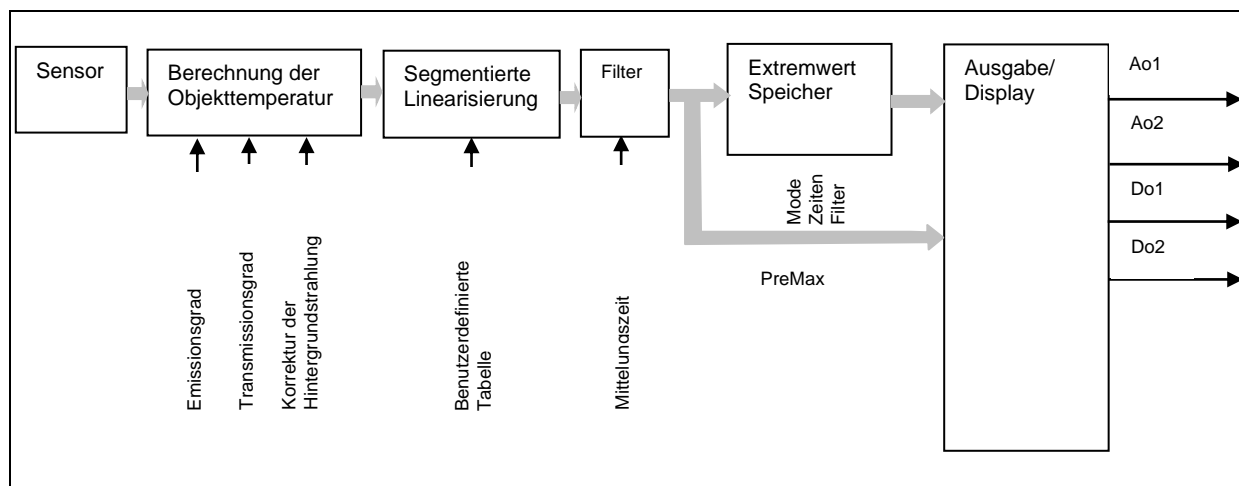 Sensor
Berechnung der
Objekttemperatur
Segmentierte
Linearisierung
Filter
Extremwert
Speicher
Ausgabe/
Display
Ao1
Ao2
Do1
Do2
Mode
Zeiten
Filter
PreMax
Emissionsgrad
Transmissionsgrad
Korrektur der
Hintergrundstrahlung
Benutzerdefinierte
Tabelle
Mittelungszeit